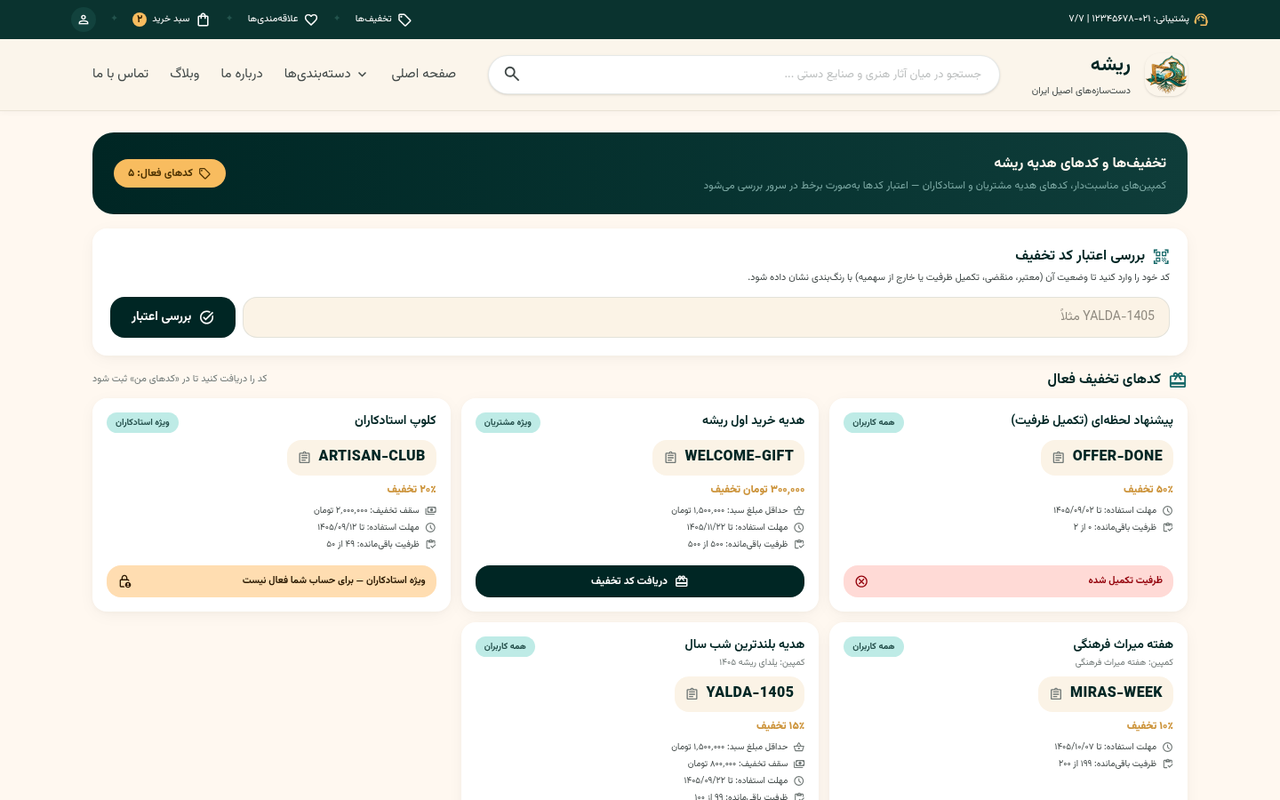 پشتیبانی: ۰۲۱-۱۲۳۴۵۶۷۸ | ۷/۷
تخفیف‌ها
علاقه‌مندی‌ها
سبد خرید ۲
ریشه
دست‌سازه‌های اصیل ایران
جستجو در میان آثار هنری و صنایع دستی ...
صفحه اصلی
دسته‌بندی‌ها
درباره ما
وبلاگ
تماس با ما
تخفیف‌ها و کدهای هدیه ریشه
کمپین‌های مناسبت‌دار، کدهای هدیه مشتریان و استادکاران — اعتبار کدها به‌صورت برخط در سرور بررسی می‌شود
کدهای فعال: ۵
بررسی اعتبار کد تخفیف
کد خود را وارد کنید تا وضعیت آن (معتبر، منقضی، تکمیل ظرفیت یا خارج از سهمیه) با رنگ‌بندی نشان داده شود.
مثلاً YALDA-1405
بررسی اعتبار
کدهای تخفیف فعال
کد را دریافت کنید تا در «کدهای من» ثبت شود
پیشنهاد لحظه‌ای (تکمیل ظرفیت)
همه کاربران
OFFER-DONE
۵۰٪ تخفیف
مهلت استفاده: تا ۱۴۰۵/۰۹/۰۲
ظرفیت باقی‌مانده: ۰ از ۲
ظرفیت تکمیل شده
هدیه خرید اول ریشه
ویژه مشتریان
WELCOME-GIFT
۳۰۰,۰۰۰ تومان تخفیف
حداقل مبلغ سبد: ۱,۵۰۰,۰۰۰ تومان
مهلت استفاده: تا ۱۴۰۵/۱۱/۲۲
ظرفیت باقی‌مانده: ۵۰۰ از ۵۰۰
دریافت کد تخفیف
کلوپ استادکاران
ویژه استادکاران
ARTISAN-CLUB
۲۰٪ تخفیف
سقف تخفیف: ۲,۰۰۰,۰۰۰ تومان
مهلت استفاده: تا ۱۴۰۵/۰۹/۱۲
ظرفیت باقی‌مانده: ۴۹ از ۵۰
ویژه استادکاران — برای حساب شما فعال نیست
هفته میراث فرهنگی
همه کاربران
کمپین: هفته میراث فرهنگی
MIRAS-WEEK
۱۰٪ تخفیف
مهلت استفاده: تا ۱۴۰۵/۱۰/۰۷
ظرفیت باقی‌مانده: ۱۹۹ از ۲۰۰
هدیه بلندترین شب سال
همه کاربران
کمپین: یلدای ریشه ۱۴۰۵
YALDA-1405
۱۵٪ تخفیف
حداقل مبلغ سبد: ۱,۵۰۰,۰۰۰ تومان
سقف تخفیف: ۸۰۰,۰۰۰ تومان
مهلت استفاده: تا ۱۴۰۵/۰۹/۲۲
ظرفیت باقی‌مانده: ۹۹ از ۱۰۰